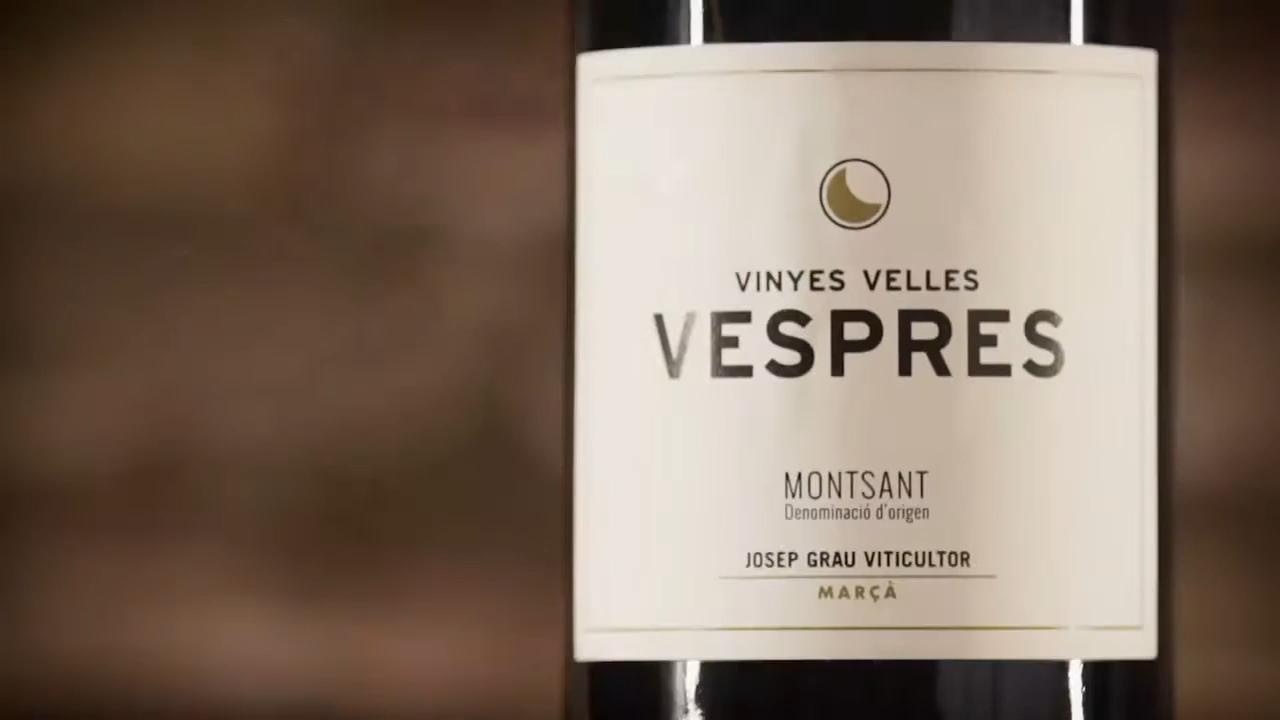 VINYES VELLES
VESPRES
MONTSANT
Denominació d'origen
JOSEP GRAU VITICULTOR
MARÇÀ